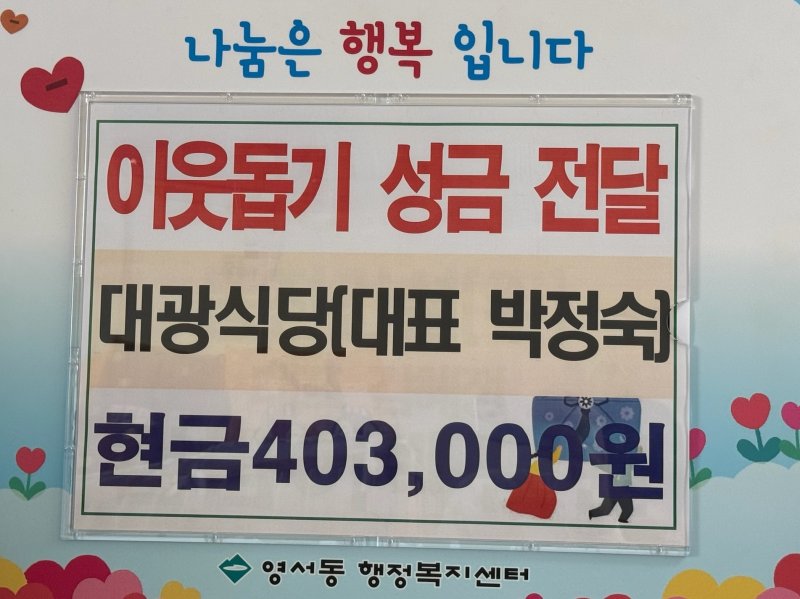 나눔은 행복 입니다
이웃돕기 성금 전달
대광식당(대표 박정숙)
현금403,000원
영서동 행정복지센터